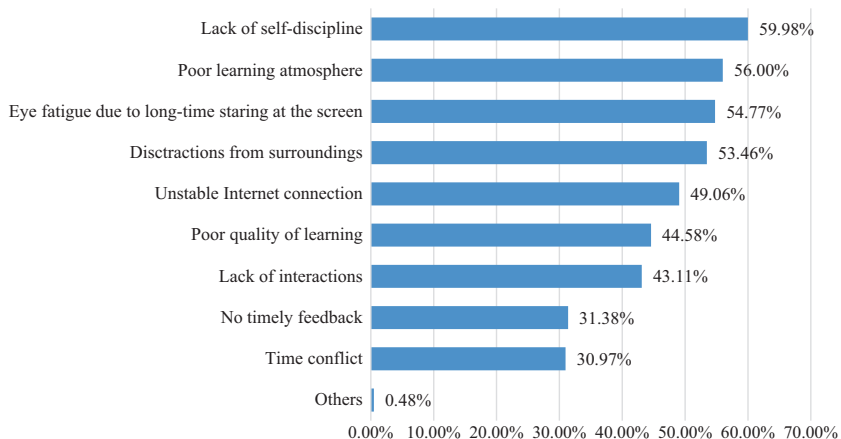 Lack of self-discipline 59.98%
Poor learning atmosphere 56.00%
Eye fatigue due to long-time staring at the screen 54.77%
Disctractions from surroundings 53.46%
Unstable Internet connection 49.06%
Poor quality of learning 44.58%
Lack of interactions 43.11%
No timely feedback 31.38%
Time conflict 30.97%
Others 0.48%
0.00% 10.00% 20.00% 30.00% 40.00% 50.00% 60.00% 70.00%